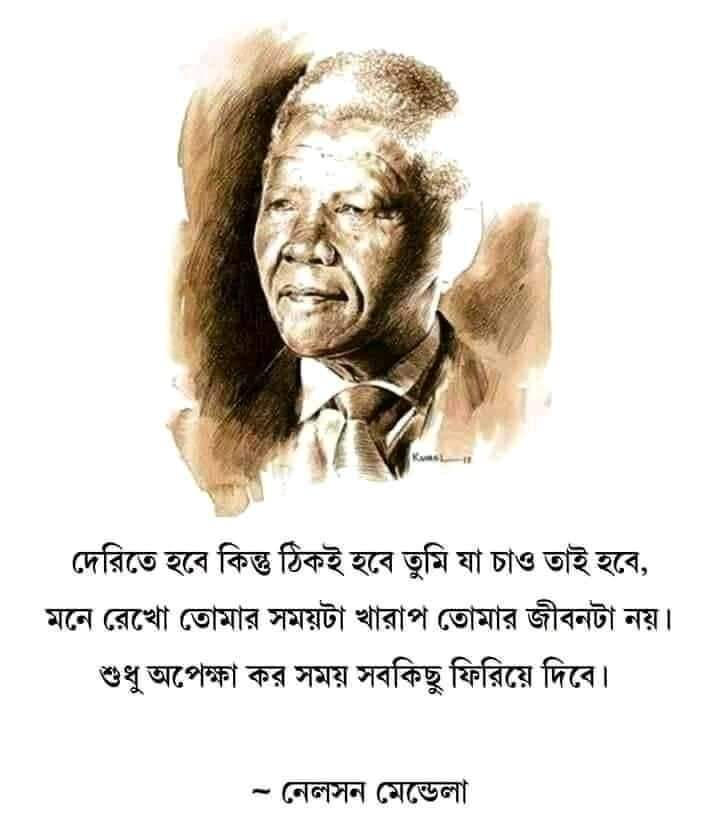 দেরিতে হবে কিন্তু ঠিকই হবে তুমি যা চাও তাই হবে,
মনে রেখো তোমার সময়টা খারাপ তোমার জীবনটা নয়।
শুধু অপেক্ষা কর সময় সবকিছু ফিরিয়ে দিবে।
~ নেলসন মেন্ডেলা